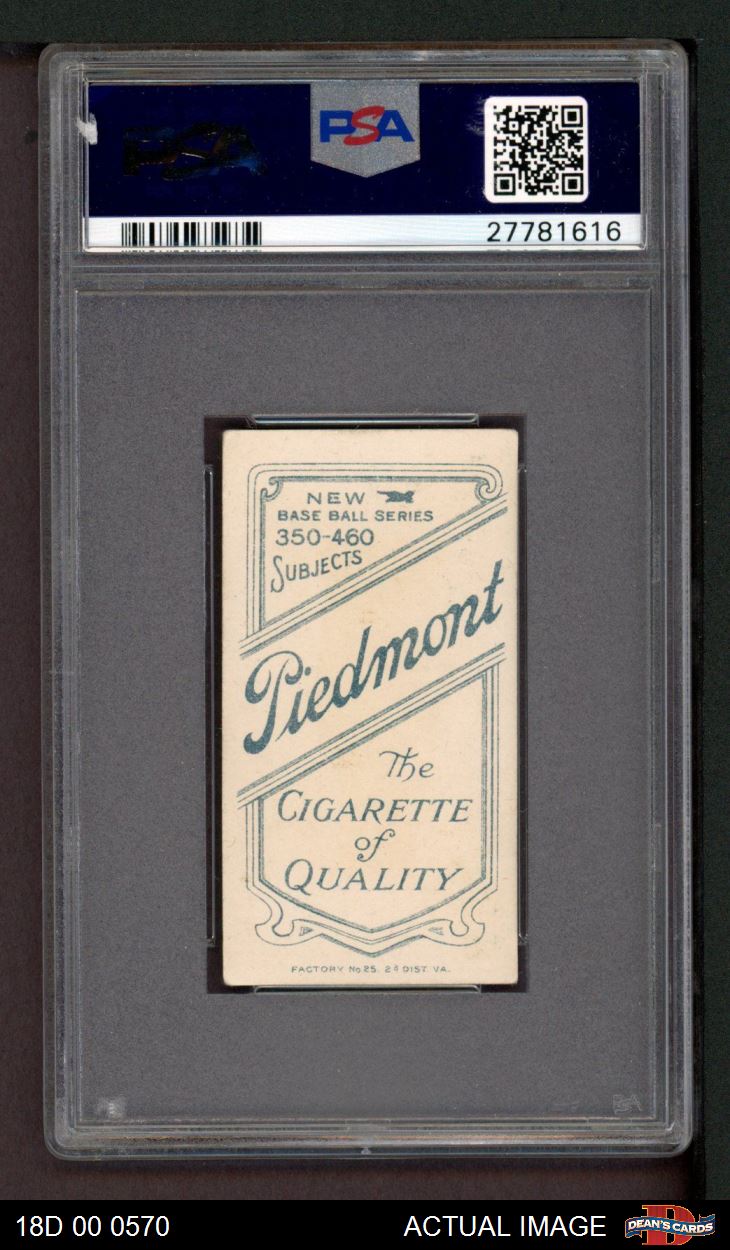 PSA
27781616
NEW
BASE BALL SERIES
350-460
SUBJECTS
Piedmont
The
CIGARETTE
of
QUALITY
FACTORY No 25. 2d DIST. VA.
PSA
18D 00 0570 ACTUAL IMAGE DEAN'S CARDS